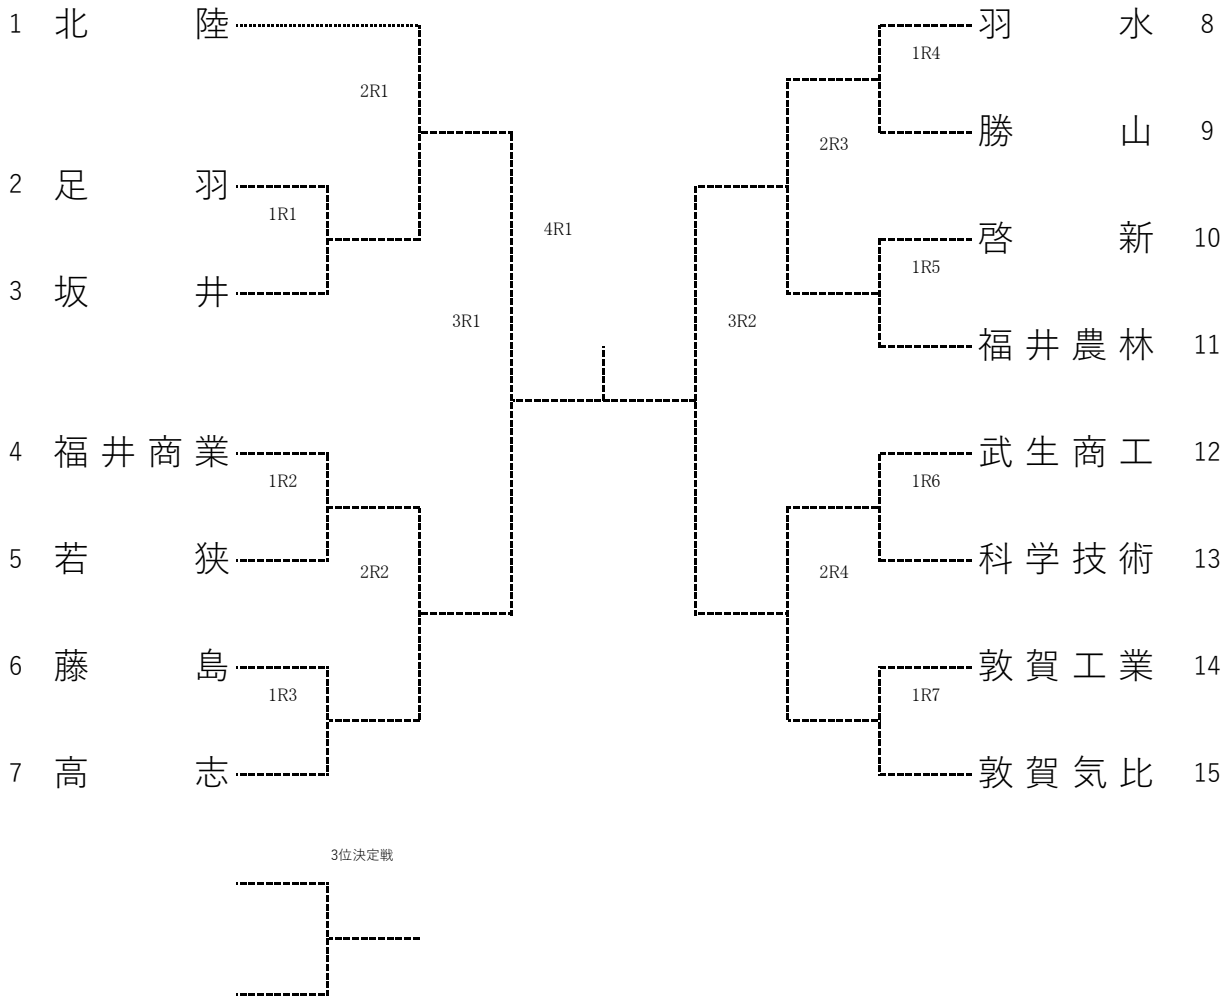 1 北陸
2R1
2 足羽
1R1
3 坂井
4R1
3R1
4 福井商業
1R2
5 若狭
2R2
6 藤島
1R3
7 高志
羽水 8
1R4
勝山 9
2R3
啓新 10
1R5
3R2
福井農林 11
武生商工 12
1R6
科学技術 13
2R4
敦賀工業 14
1R7
敦賀気比 15
3位決定戦